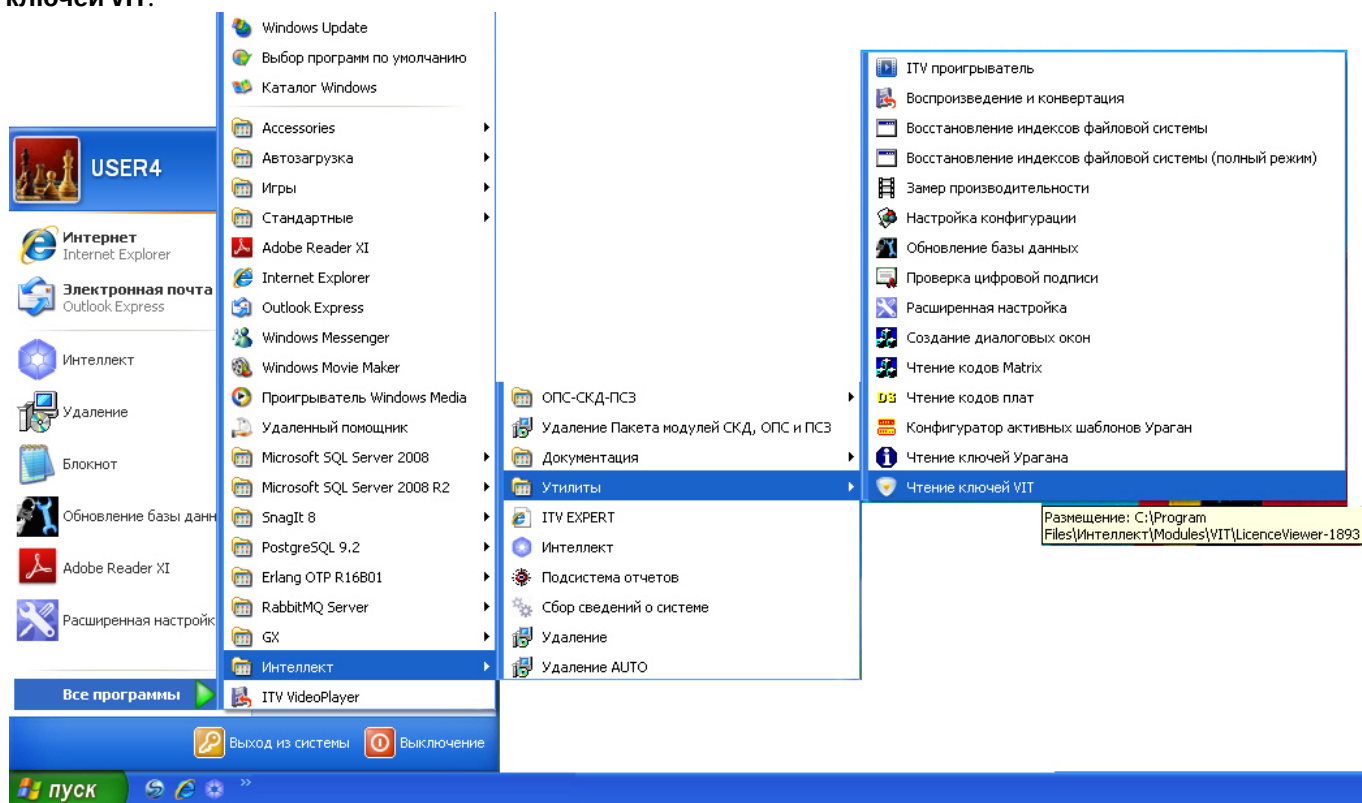 ключей VIT.
USER4
Интернет
Internet Explorer
Электронная почта
Outlook Express
Интеллект
Удаление
Блокнот
Обновление базы данн
Adobe Reader XI
Расширенная настройк
Все программы
Выход из системы
Выключение
пуск
»
Windows Update
Выбор программ по умолчанию
Каталог Windows
Accessories
Автозагрузка
Игры
Стандартные
Adobe Reader XI
Internet Explorer
Outlook Express
Windows Messenger
Windows Movie Maker
Проигрыватель Windows Media
Удаленный помощник
Microsoft SQL Server 2008
Microsoft SQL Server 2008 R2
SnagIt 8
PostgreSQL 9.2
Erlang OTP R16B01
RabbitMQ Server
GX
Интеллект
ITV VideoPlayer
ОПС-СКД-ПСЗ
Удаление Пакета модулей СКД, ОПС и ПСЗ
Документация
Утилиты
ITV EXPERT
Интеллект
Подсистема отчетов
Сбор сведений о системе
Удаление
Удаление AUTO
ITV проигрыватель
Воспроизведение и конвертация
Восстановление индексов файловой системы
Восстановление индексов файловой системы (полный режим)
Замер производительности
Настройка конфигурации
Обновление базы данных
Проверка цифровой подписи
Расширенная настройка
Создание диалоговых окон
Чтение кодов Matrix
Чтение кодов плат
Конфигуратор активных шаблонов Ураган
Чтение ключей Урагана
Чтение ключей VIT
Размещение: C:\Program
Files\Интеллект\Modules\VIT\LicenceViewer-1893